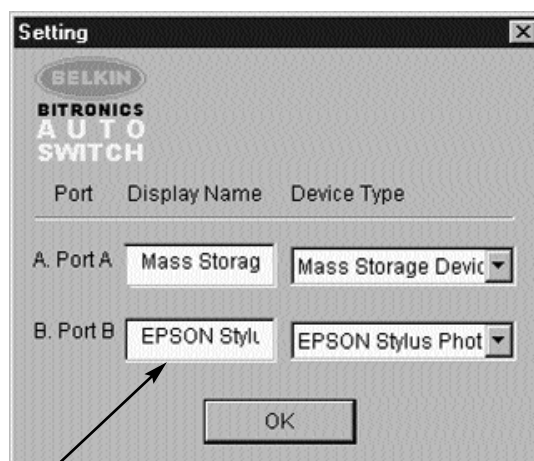 Setting
BELKIN
BITRONICS
AUTO
SWITCH
Port Display Name Device Type
A. Port A Mass Storag Mass Storage Devic
B. Port B EPSON Stylu EPSON Stylus Phot
OK